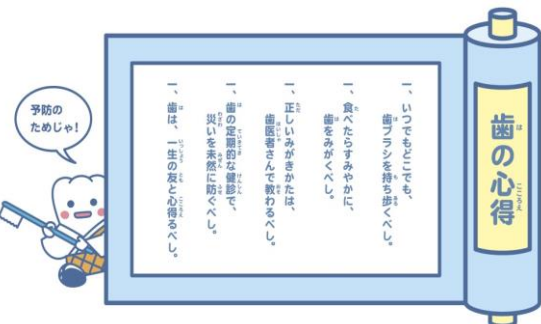 歯の心得
一、いつでもどこでも、
歯ブラシを持ち歩くべし。
一、食べたらすみやかに、
歯をみがくべし。
一、正しいみがきかたは、
歯医者さんで教わるべし。
一、歯の定期的な健診で、
災いを未然に防ぐべし。
一、歯は、一生の友と心得るべし。
予防の
ためじゃ!